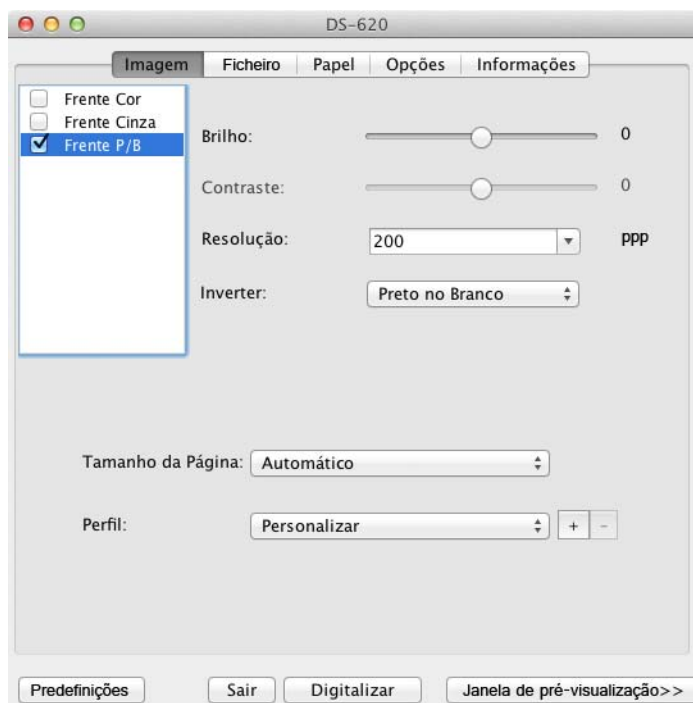 DS-620
Imagem Ficheiro Papel Opções Informações
Frente Cor
Frente Cinza
Frente P/B
Brilho: 0
Contraste: 0
Resolução: 200 ppp
Inverter: Preto no Branco
Tamanho da Página: Automático
Perfil: Personalizar + -
Predefinições Sair Digitalizar Janela de pré-visualização>>